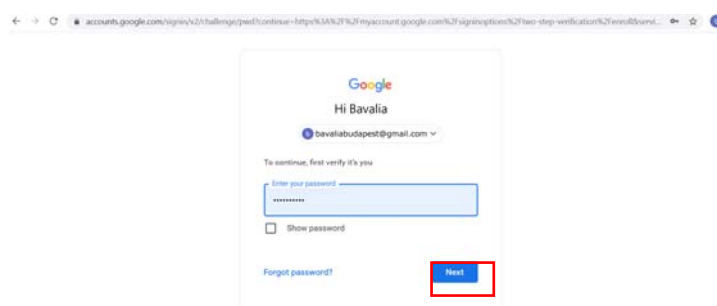 accounts.google.com/signin/v2/challenge/pwd?continue=https%3A%2F%2Fmyaccount.google.com%2Fsigninoptions%2Ftwo-step-verification%2Fenroll&servi...
Google
Hi Bavalia
bavaliabudapest@gmail.com
To continue, first verify it's you
Enter your password
••••••••••
Show password
Forgot password?
Next